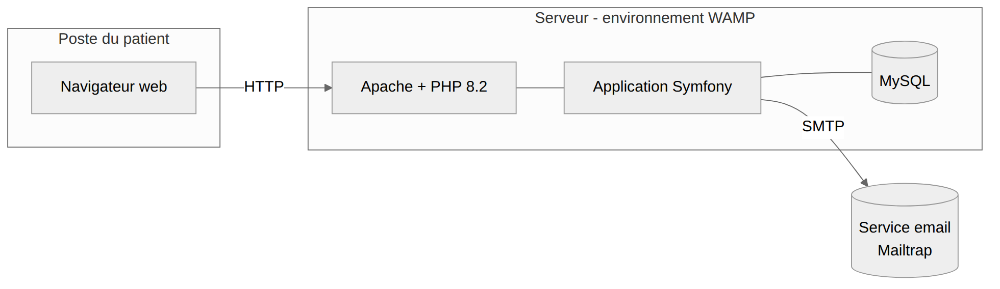 Serveur - environnement WAMP
Poste du patient
Navigateur web
HTTP
Apache + PHP 8.2
Application Symfony
MySQL
SMTP
Service email
Mailtrap